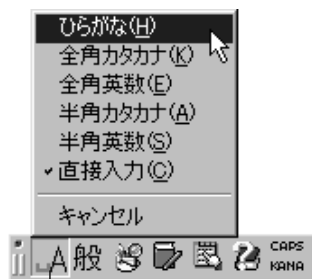 ひらがな(H)
全角カタカナ(K)
全角英数(E)
半角カタカナ(A)
半角英数(S)
✓直接入力(C)
キャンセル
_A 般 CAPS
KANA